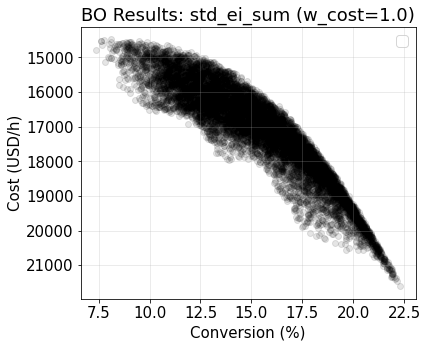 BO Results: std_ei_sum (w_cost=1.0)
15000
16000
17000
18000
19000
20000
21000
Cost (USD/h)
7.5 10.0 12.5 15.0 17.5 20.0 22.5
Conversion (%)